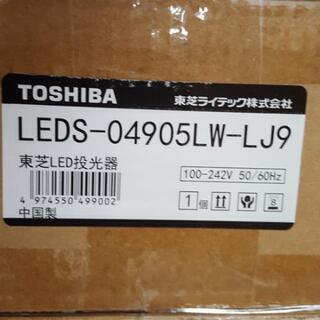 TOSHIBA 東芝ライテック株式会社
LEDS-04905LW-LJ9
東芝LED投光器
100-242V 50/60Hz
4 974550 499002
中国製
1 個
8